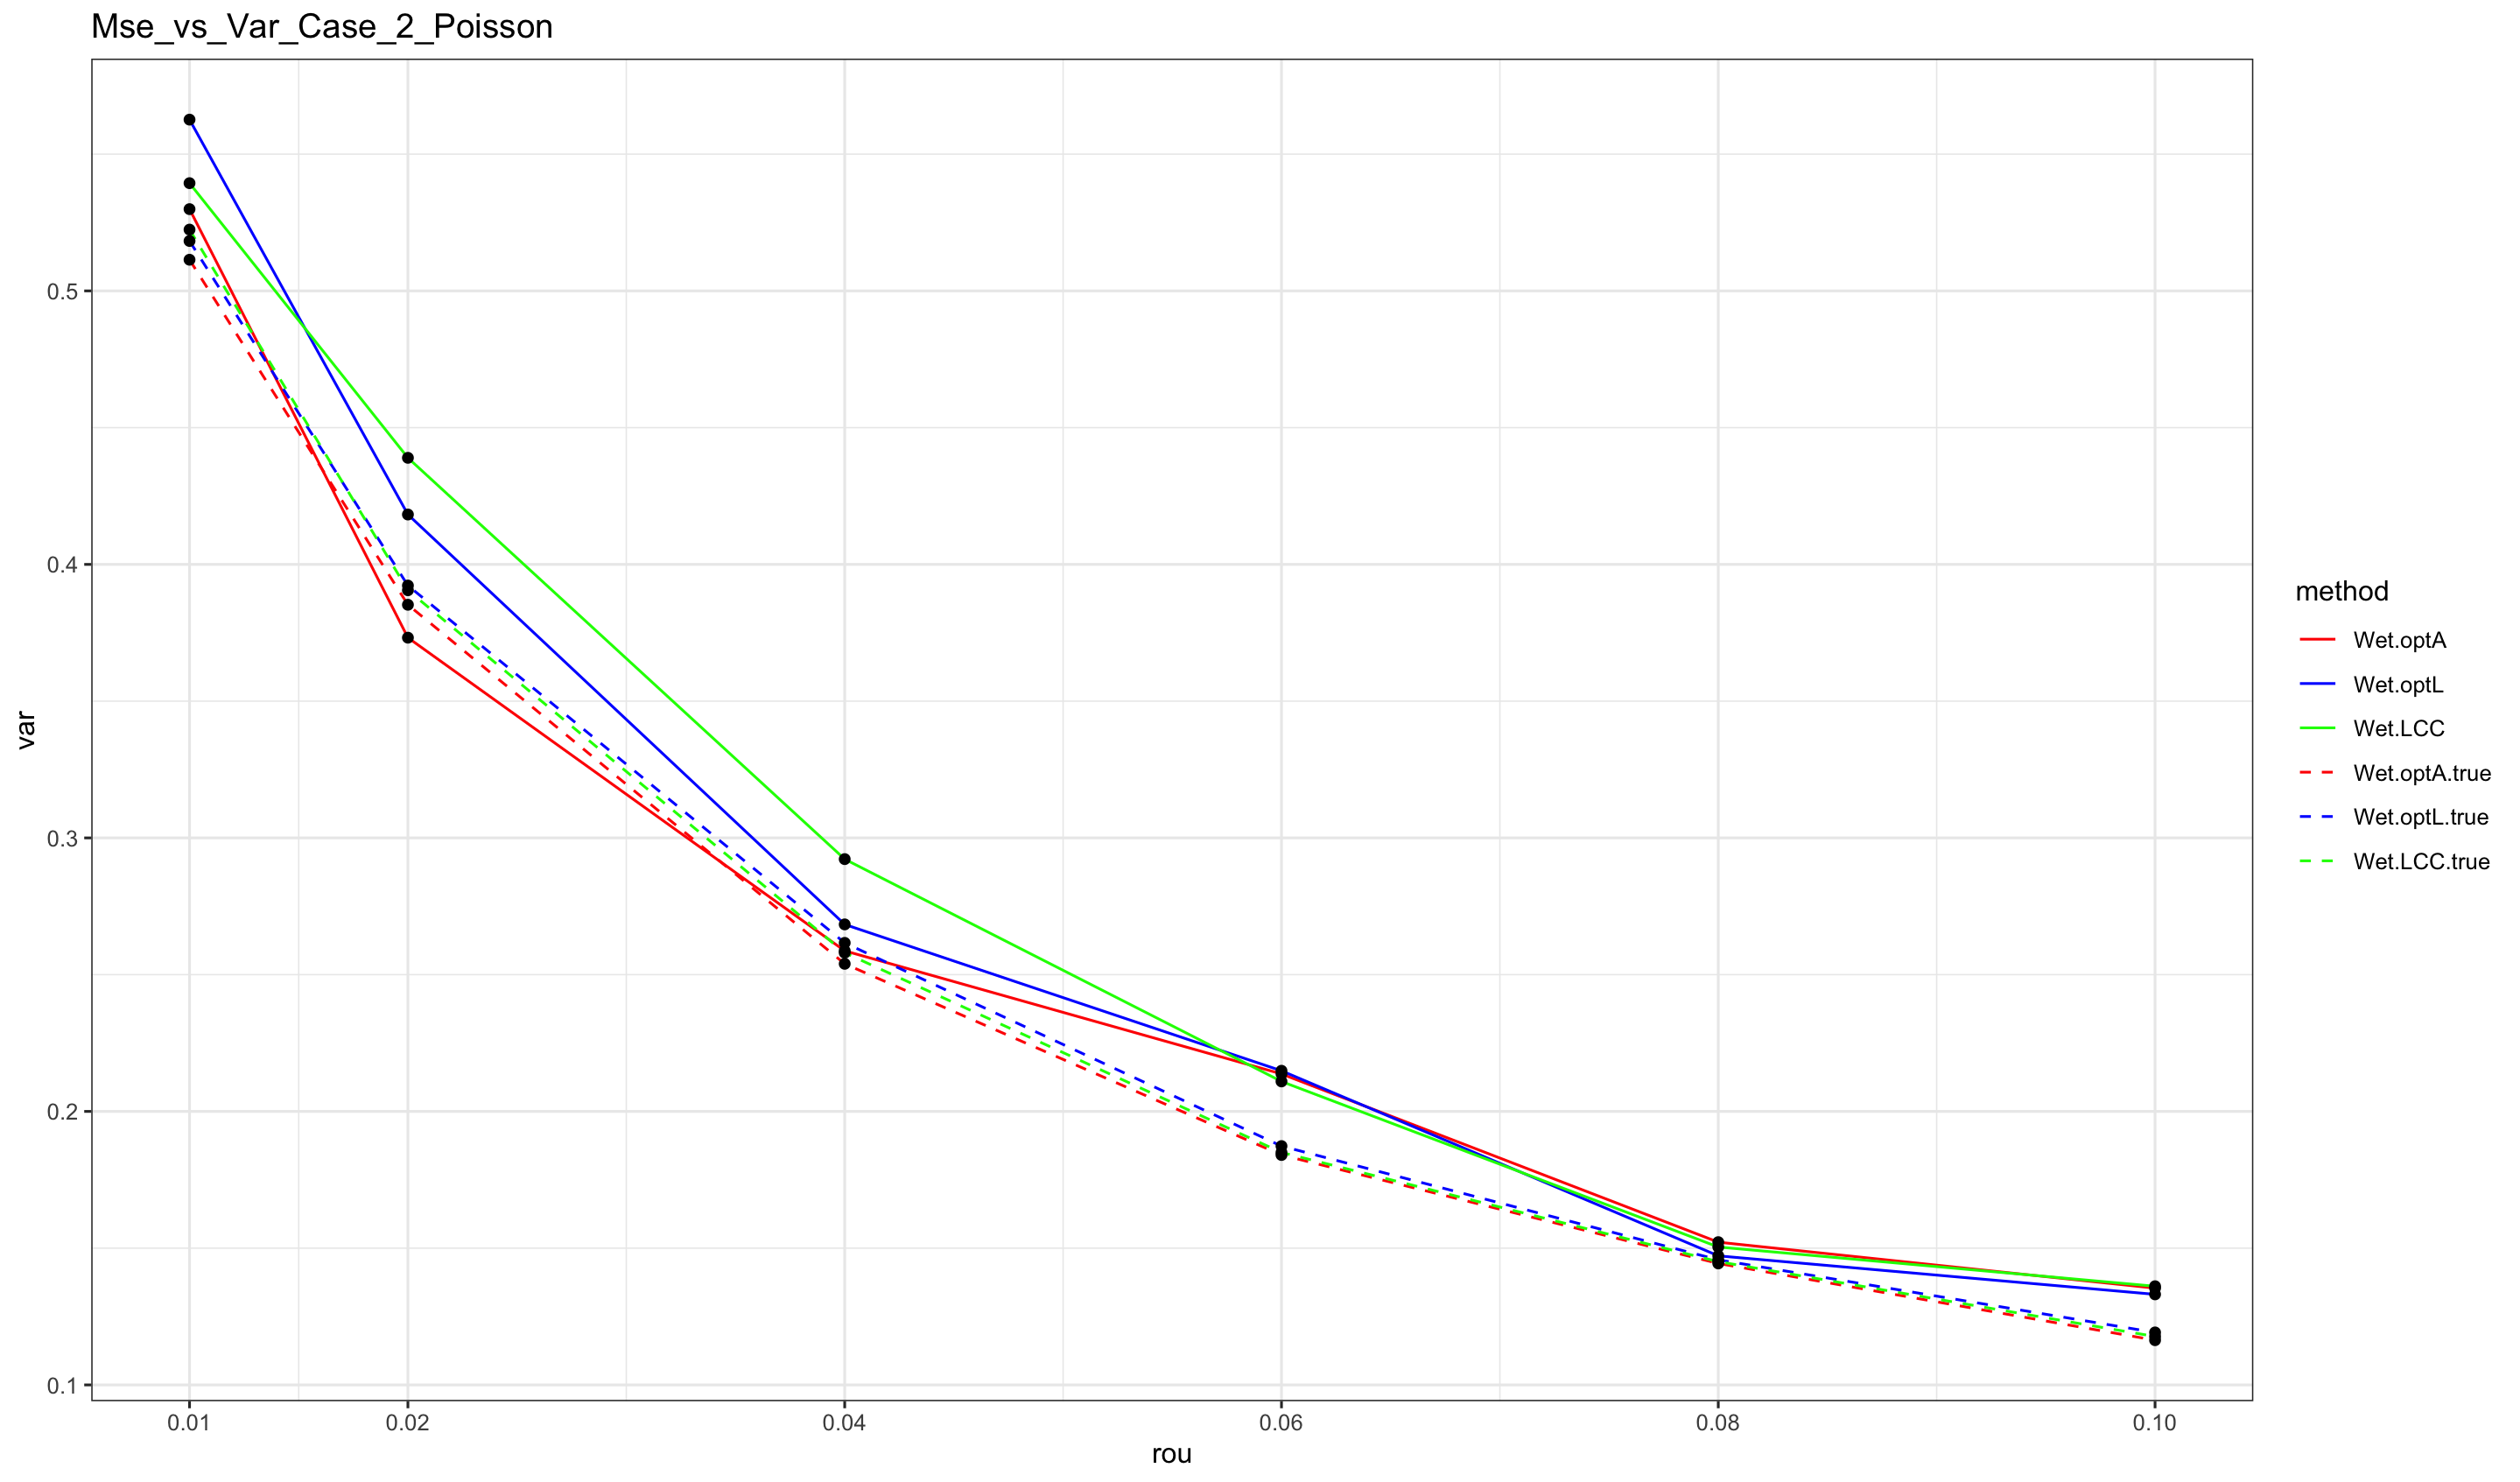 Mse_vs_Var_Case_2_Poisson
var
0.5
0.4
0.3
0.2
0.1
0.01 0.02 0.04 0.06 0.08 0.10
rou
method
Wet.optA
Wet.optL
Wet.LCC
Wet.optA.true
Wet.optL.true
Wet.LCC.true